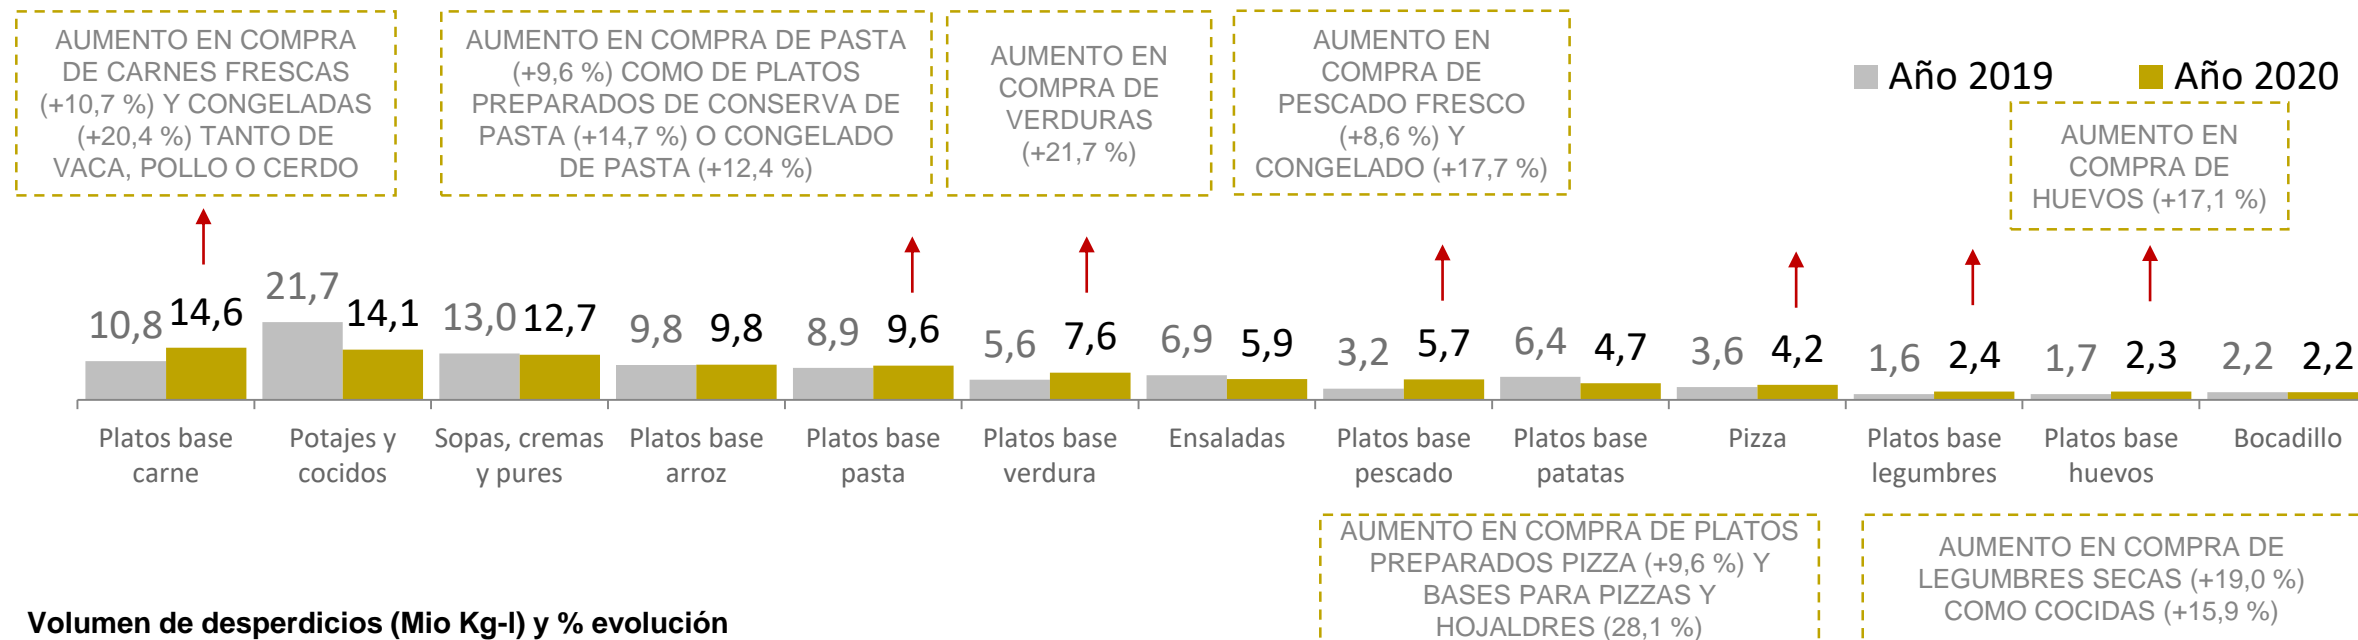 AUMENTO EN COMPRA
DE CARNES FRESCAS
(+10,7 %) Y CONGELADAS
(+20,4 %) TANTO DE
VACA, POLLO O CERDO
AUMENTO EN COMPRA DE PASTA
(+9,6 %) COMO DE PLATOS
PREPARADOS DE CONSERVA DE
PASTA (+14,7 %) O CONGELADO
DE PASTA (+12,4 %)
AUMENTO EN
COMPRA DE
VERDURAS
(+21,7 %)
AUMENTO EN
COMPRA DE
PESCADO FRESCO
(+8,6 %) Y
CONGELADO (+17,7 %)
Año 2019
Año 2020
AUMENTO EN
COMPRA DE
HUEVOS (+17,1 %)
10,8 14,6
21,7 14,1
13,0 12,7
9,8 9,8
8,9 9,6
5,6 7,6
6,9 5,9
3,2 5,7
6,4 4,7
3,6 4,2
1,6 2,4
1,7 2,3
2,2 2,2
Platos base
carne
Potajes y
cocidos
Sopas, cremas
y pures
Platos base
arroz
Platos base
pasta
Platos base
verdura
Ensaladas
Platos base
pescado
Platos base
patatas
Pizza
Platos base
legumbres
Platos base
huevos
Bocadillo
AUMENTO EN COMPRA DE PLATOS
PREPARADOS PIZZA (+9,6 %) Y
BASES PARA PIZZAS Y
HOJALDRES (28,1 %)
AUMENTO EN COMPRA DE
LEGUMBRES SECAS (+19,0 %)
COMO COCIDAS (+15,9 %)
Volumen de desperdicios (Mio Kg-l) y % evolución